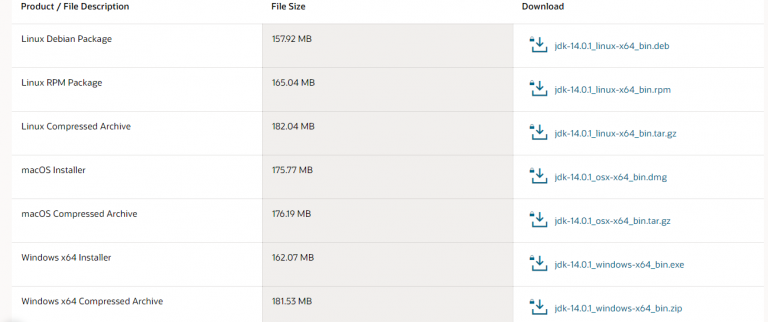 Product / File Description File Size Download
Linux Debian Package 157.92 MB jdk-14.0.1_linux-x64_bin.deb
Linux RPM Package 165.04 MB jdk-14.0.1_linux-x64_bin.rpm
Linux Compressed Archive 182.04 MB jdk-14.0.1_linux-x64_bin.tar.gz
macOS Installer 175.77 MB jdk-14.0.1_osx-x64_bin.dmg
macOS Compressed Archive 176.19 MB jdk-14.0.1_osx-x64_bin.tar.gz
Windows x64 Installer 162.07 MB jdk-14.0.1_windows-x64_bin.exe
Windows x64 Compressed Archive 181.53 MB jdk-14.0.1_windows-x64_bin.zip